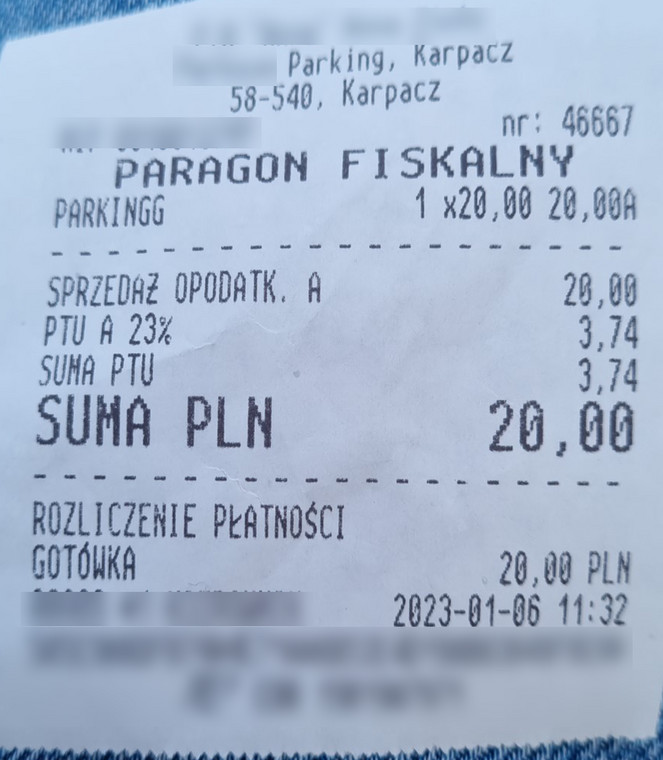 Parking, Karpacz
58-540, Karpacz
nr: 46667
PARAGON FISKALNY
PARKINGG 1 x20,00 20,00A
SPRZEDAŻ OPODATK. A 20,00
PTU A 23% 3,74
SUMA PTU 3,74
SUMA PLN 20,00
ROZLICZENIE PŁATNOŚCI
GOTÓWKA 20,00 PLN
2023-01-06 11:32